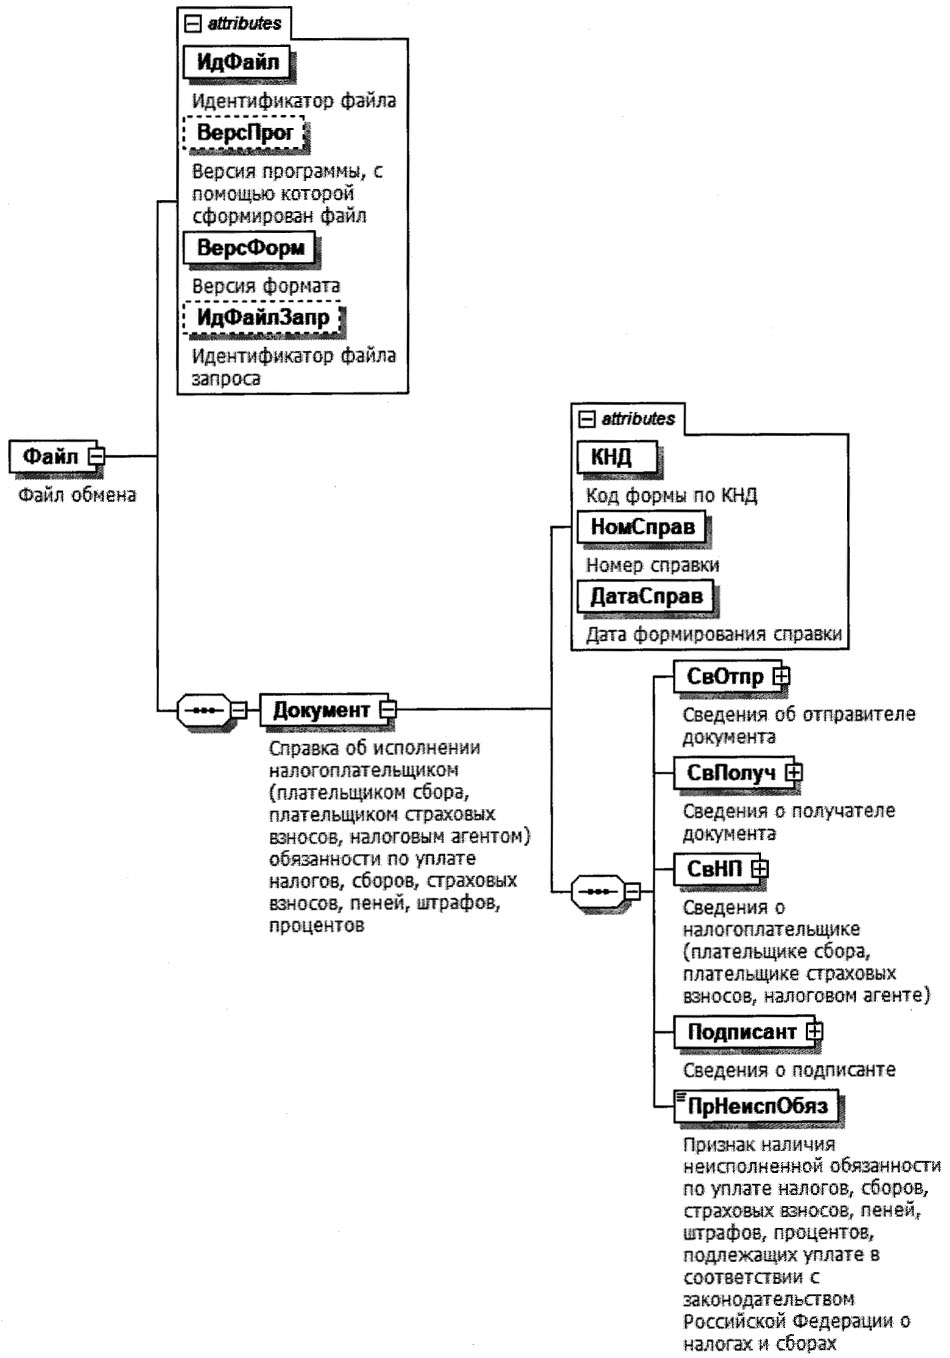 attributes
ИдФайл
Идентификатор файла
ВерсПрог
Версия программы, с
помощью которой
сформирован файл
ВерсФорм
Версия формата
ИдФайлЗапр
Идентификатор файла
запроса
Файл
Файл обмена
attributes
КНД
Код формы по КНД
НомСправ
Номер справки
ДатаСправ
Дата формирования справки
Документ
Справка об исполнении
налогоплательщиком
(плательщиком сбора,
плательщиком страховых
взносов, налоговым агентом)
обязанности по уплате
налогов, сборов, страховых
взносов, пеней, штрафов,
процентов
СвОтпр
Сведения об отправителе
документа
СвПолуч
Сведения о получателе
документа
СвНП
Сведения о
налогоплательщике
(плательщике сбора,
плательщике страховых
взносов, налоговом агенте)
Подписант
Сведения о подписанте
ПрНеиспОбяз
Признак наличия
неисполненной обязанности
по уплате налогов, сборов,
страховых взносов, пеней,
штрафов, процентов,
подлежащих уплате в
соответствии с
законодательством
Российской Федерации о
налогах и сборах